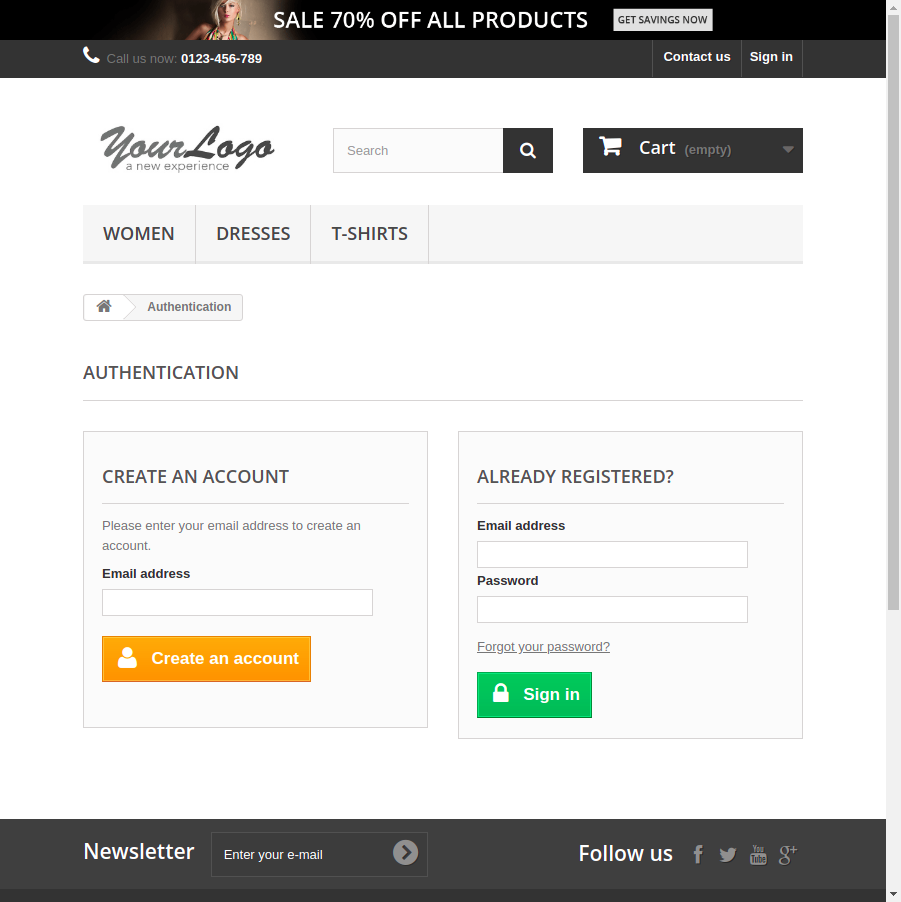 SALE 70% OFF ALL PRODUCTS GET SAVINGS NOW
Call us now: 0123-456-789 Contact us Sign in
YourLogo
a new experience
Search
Cart (empty)
WOMEN DRESSES T-SHIRTS
Authentication
AUTHENTICATION
CREATE AN ACCOUNT
Please enter your email address to create an
account.
Email address
Create an account
ALREADY REGISTERED?
Email address
Password
Forgot your password?
Sign in
Newsletter Enter your e-mail
Follow us You
Tube